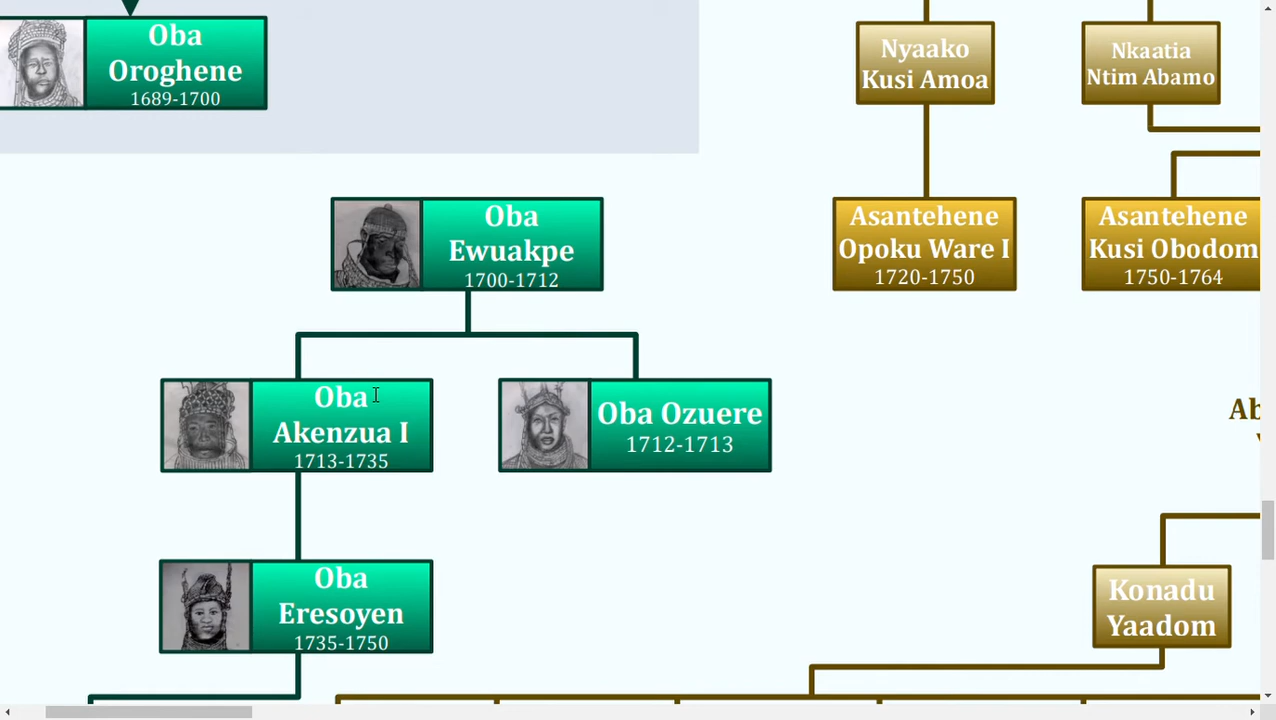 Oba
Oroghene
1689-1700
Nyaako
Kusi Amoa
Nkaatia
Ntim Abamo
Oba
Ewuakpe
1700-1712
Asantehene
Opoku Ware I
1720-1750
Asantehene
Kusi Obodom
1750-1764
Oba
Akenzua I
1713-1735
Oba Ozuere
1712-1713
Ab
Oba
Eresoyen
1735-1750
Konadu
Yaadom